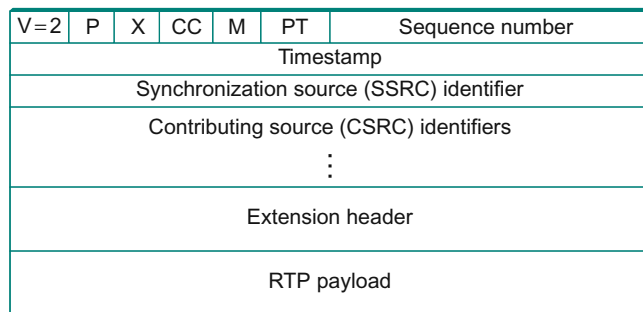 V=2 P X CC M PT Sequence number
Timestamp
Synchronization source (SSRC) identifier
Contributing source (CSRC) identifiers
⋮
Extension header
RTP payload